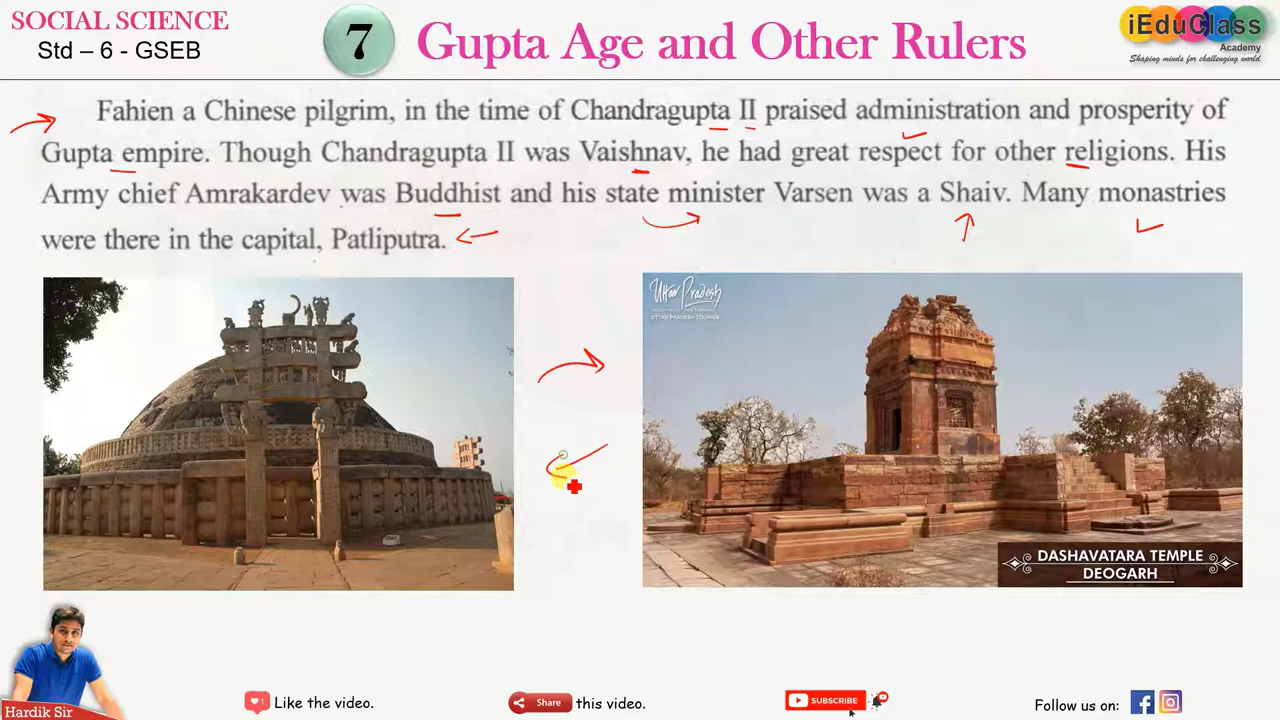 SOCIAL SCIENCE
Std – 6 - GSEB
7
Gupta Age and Other Rulers
iEduClass
Academy
Shaping minds for challenging world
Fahien a Chinese pilgrim, in the time of Chandragupta II praised administration and prosperity of
Gupta empire. Though Chandragupta II was Vaishnav, he had great respect for other religions. His
Army chief Amrakardev was Buddhist and his state minister Varsen was a Shaiv. Many monastries
were there in the capital, Patliputra.
Uttar Pradesh
UTTAR PRADESH TOURISM
DASHAVATARA TEMPLE
DEOGARH
Hardik Sir
Like the video.
Share this video.
SUBSCRIBE
Follow us on: